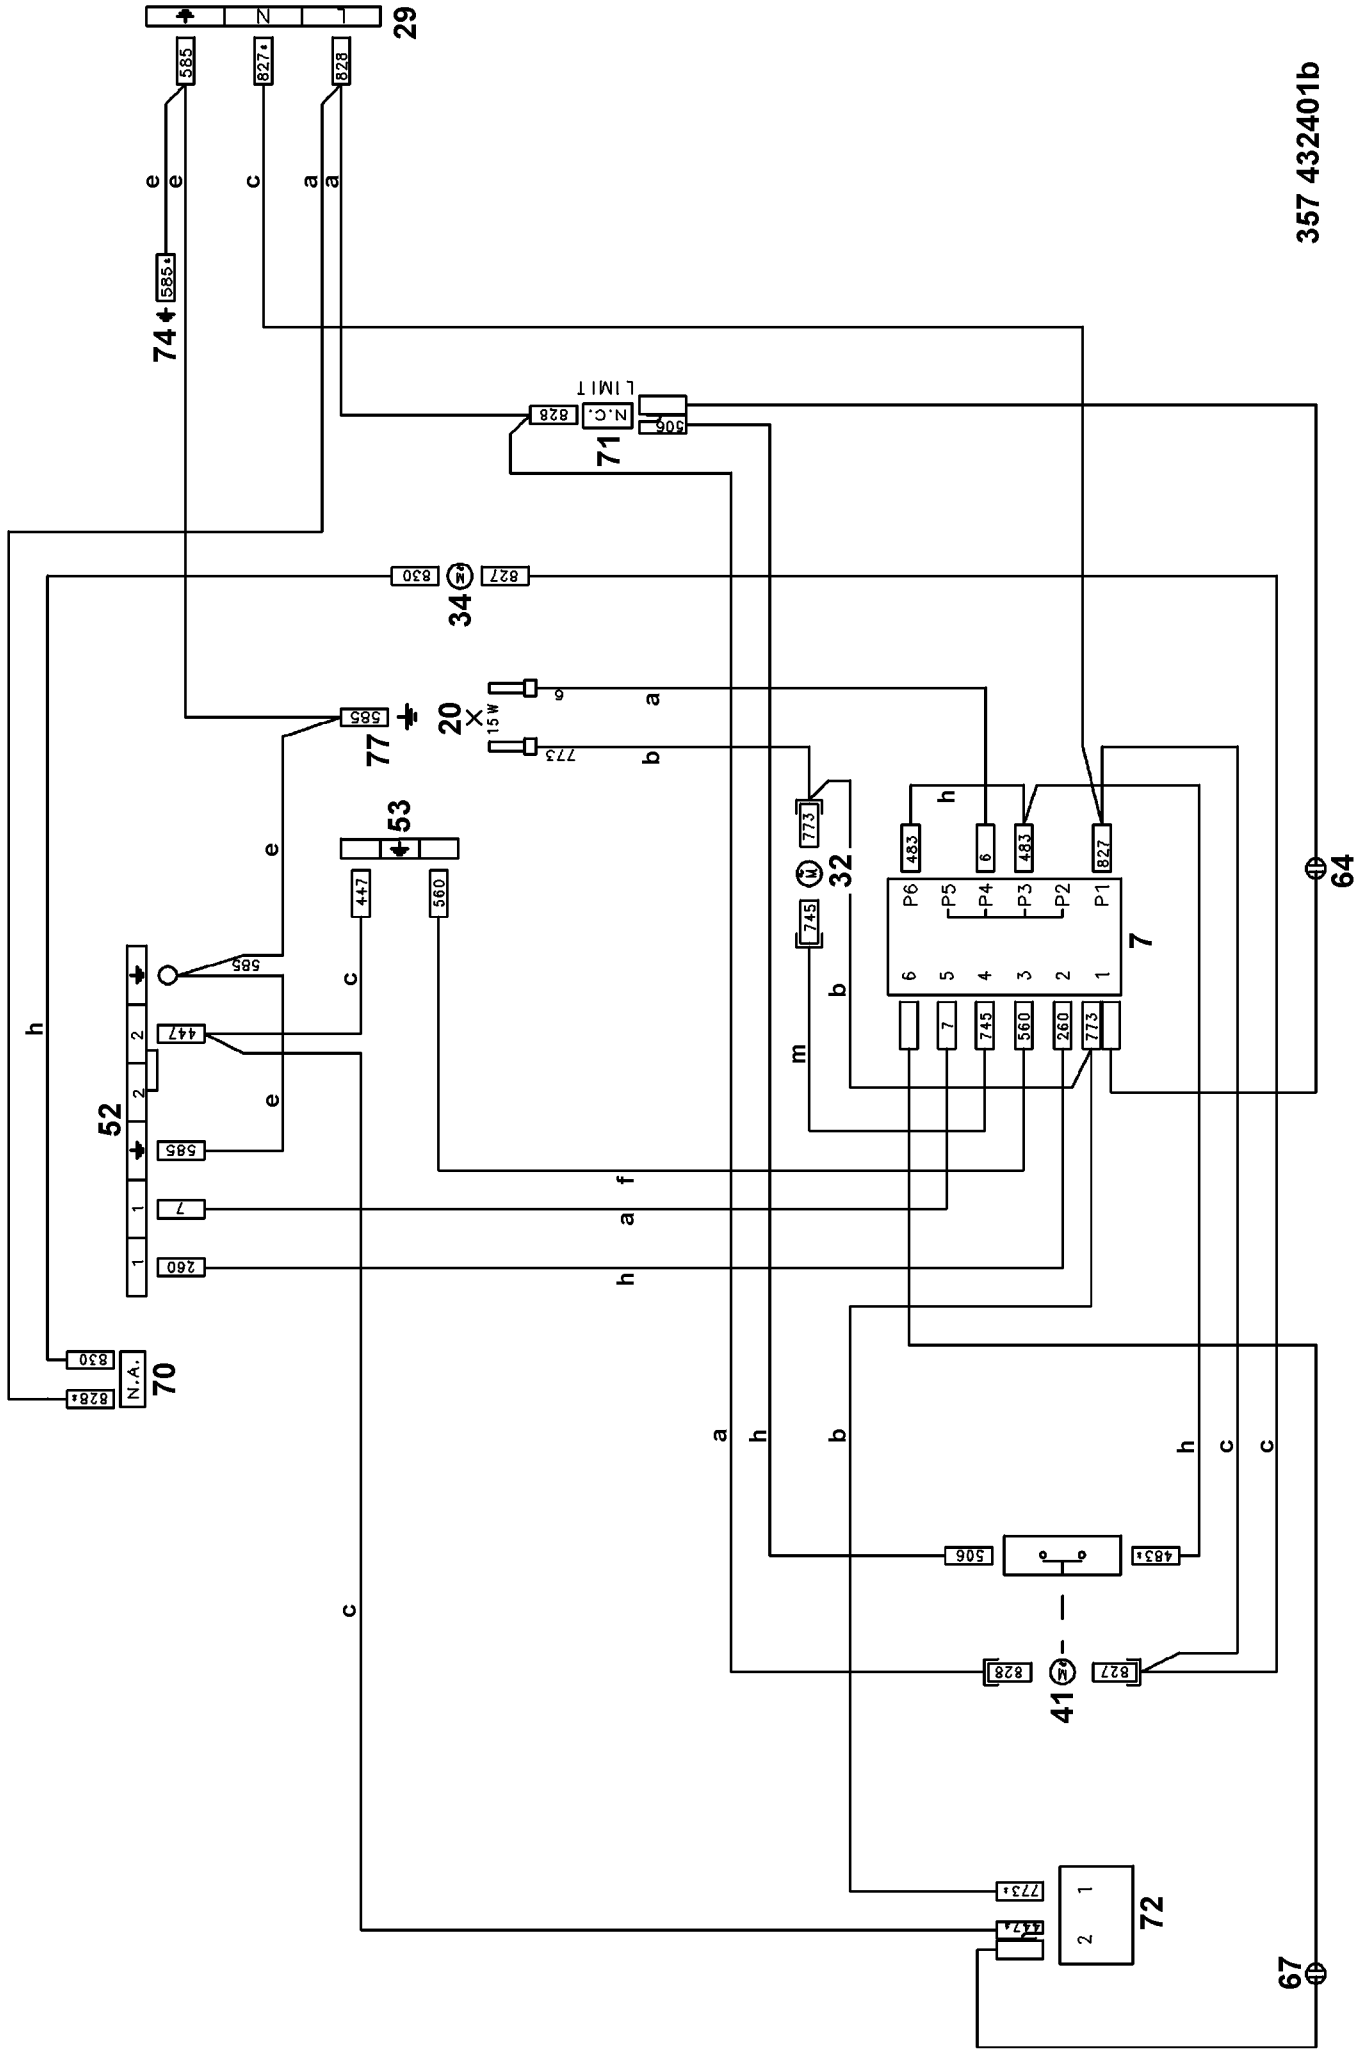 L
N
29
828
827*
585
a
a
c
e
e
585*
74
357 432401b
LIMIT
828
N.C.
506
71
830
M
827
34
6
a
20
15W
773
b
585
77
53
447
560
e
c
773
M
745
32
h
483
6
483
827
P6
P5
P4
P3
P2
P1
6
5
4
3
2
1
7
7
745
560
260
773
64
585
447
585
7
260
2
2
1
1
52
e
h
b
m
f
a
h
830
828*
N.A.
70
a
h
b
h
c
c
506
483*
c
828
M
827
41
773*
447*
1
2
72
67